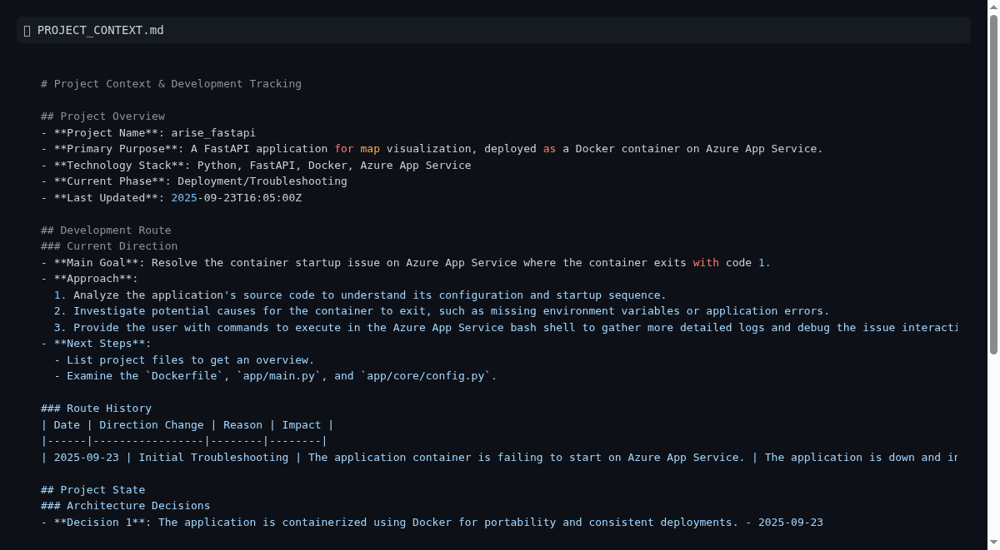 PROJECT_CONTEXT.md
# Project Context & Development Tracking
## Project Overview
- **Project Name**: arise_fastapi
- **Primary Purpose**: A FastAPI application for map visualization, deployed as a Docker container on Azure App Service.
- **Technology Stack**: Python, FastAPI, Docker, Azure App Service
- **Current Phase**: Deployment/Troubleshooting
- **Last Updated**: 2025-09-23T16:05:00Z
## Development Route
### Current Direction
- **Main Goal**: Resolve the container startup issue on Azure App Service where the container exits with code 1.
- **Approach**:
  1. Analyze the application's source code to understand its configuration and startup sequence.
  2. Investigate potential causes for the container to exit, such as missing environment variables or application errors.
  3. Provide the user with commands to execute in the Azure App Service bash shell to gather more detailed logs and debug the issue interacti
- **Next Steps**:
  - List project files to get an overview.
  - Examine the `Dockerfile`, `app/main.py`, and `app/core/config.py`.
### Route History
| Date | Direction Change | Reason | Impact |
|------|-----------------|--------|--------|
| 2025-09-23 | Initial Troubleshooting | The application container is failing to start on Azure App Service. | The application is down and in
## Project State
### Architecture Decisions
- **Decision 1**: The application is containerized using Docker for portability and consistent deployments. - 2025-09-23